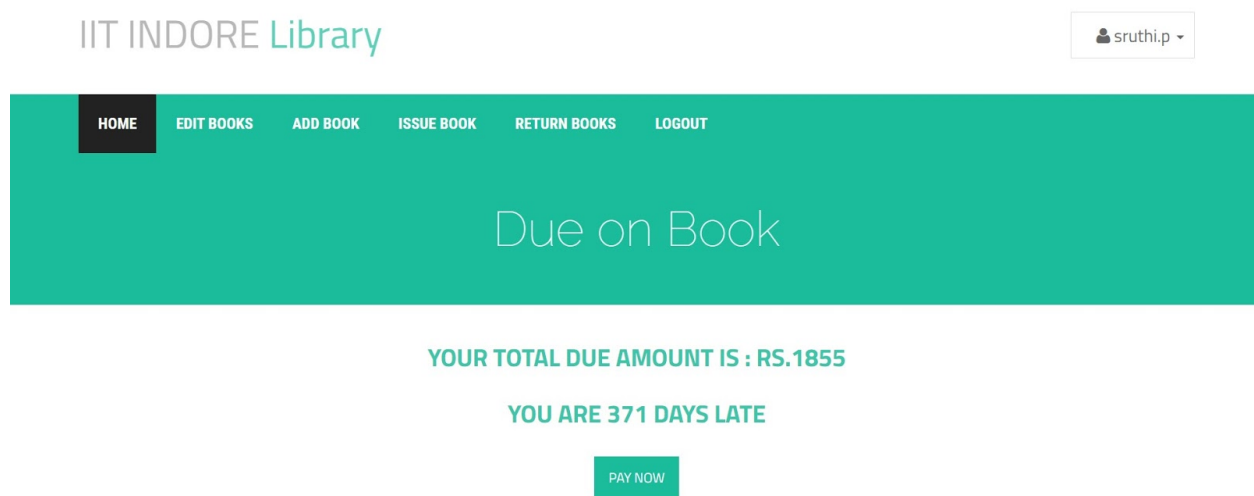 IIT INDORE Library
sruthi.p
HOME EDIT BOOKS ADD BOOK ISSUE BOOK RETURN BOOKS LOGOUT
Due on Book
YOUR TOTAL DUE AMOUNT IS : RS.1855
YOU ARE 371 DAYS LATE
PAY NOW